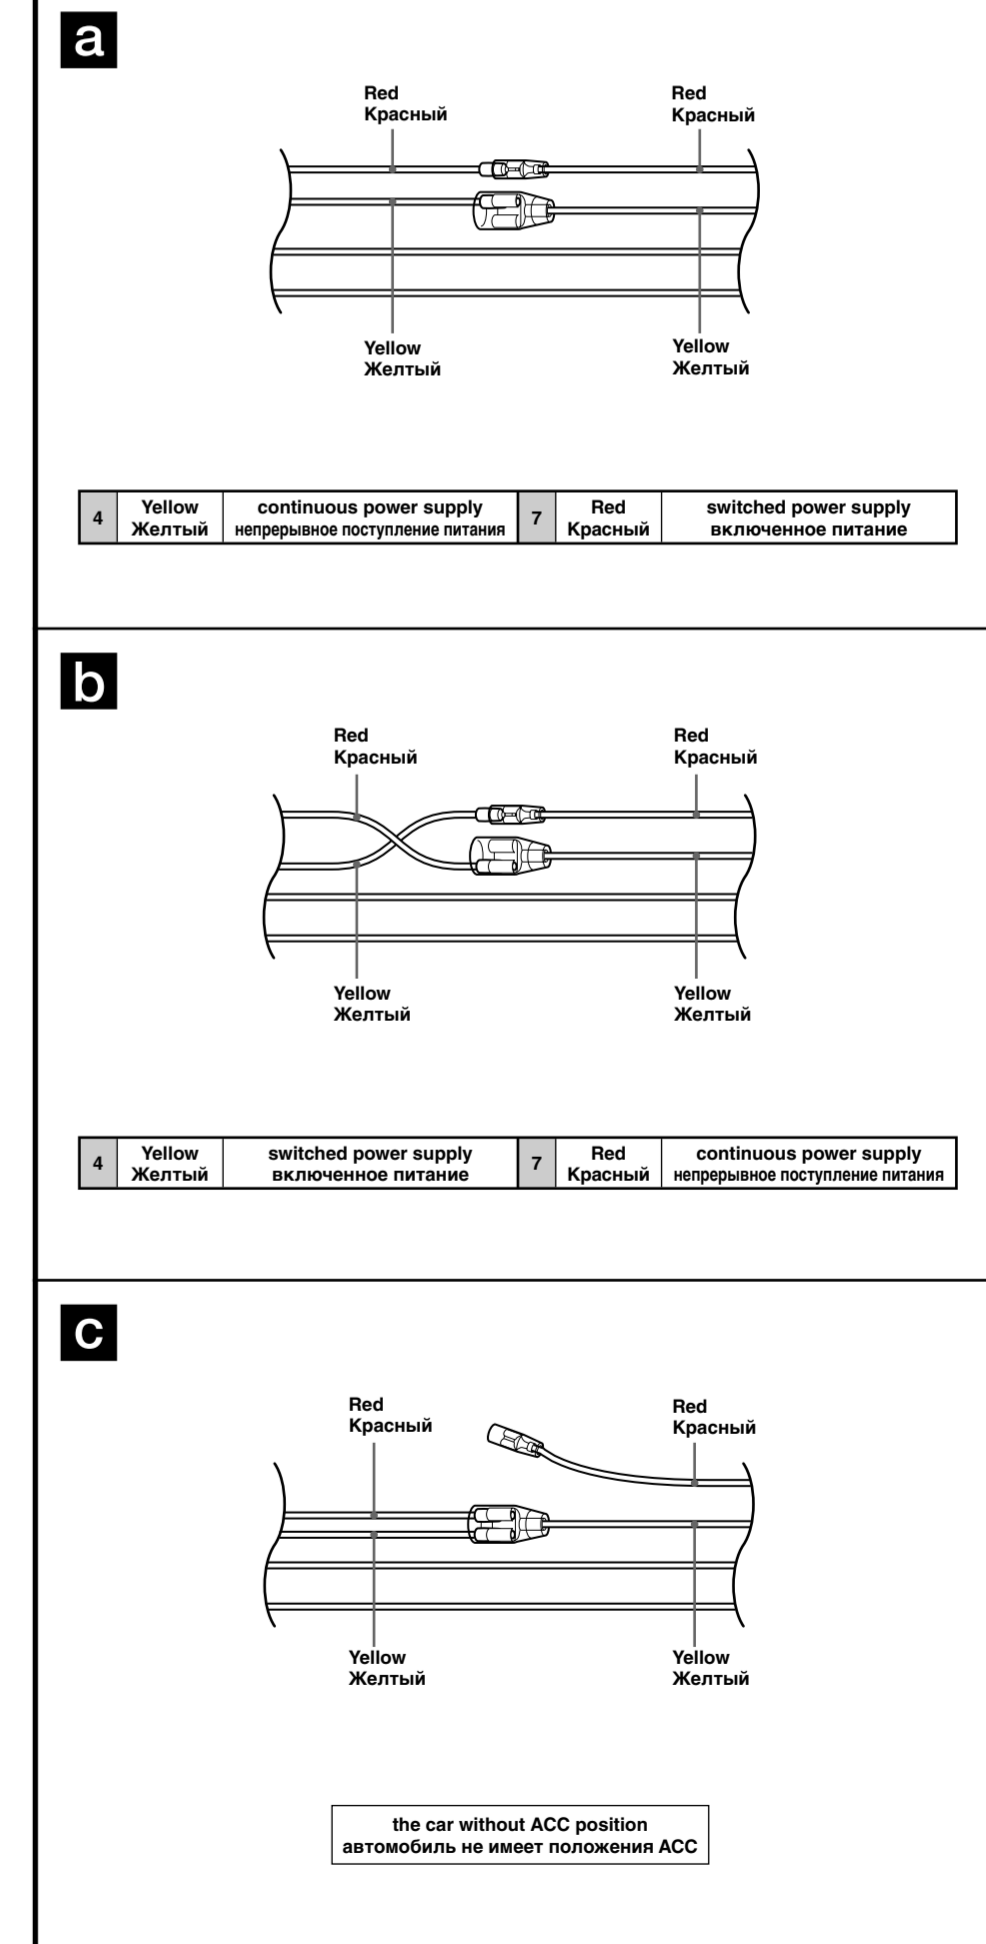 a
Red
Красный
Red
Красный
Yellow
Желтый
Yellow
Желтый
4 Yellow Желтый continuous power supply непрерывное поступление питания 7 Red Красный switched power supply включенное питание
b
Red
Красный
Red
Красный
Yellow
Желтый
Yellow
Желтый
4 Yellow Желтый switched power supply включенное питание 7 Red Красный continuous power supply непрерывное поступление питания
c
Red
Красный
Red
Красный
Yellow
Желтый
Yellow
Желтый
the car without ACC position
автомобиль не имеет положения ACC